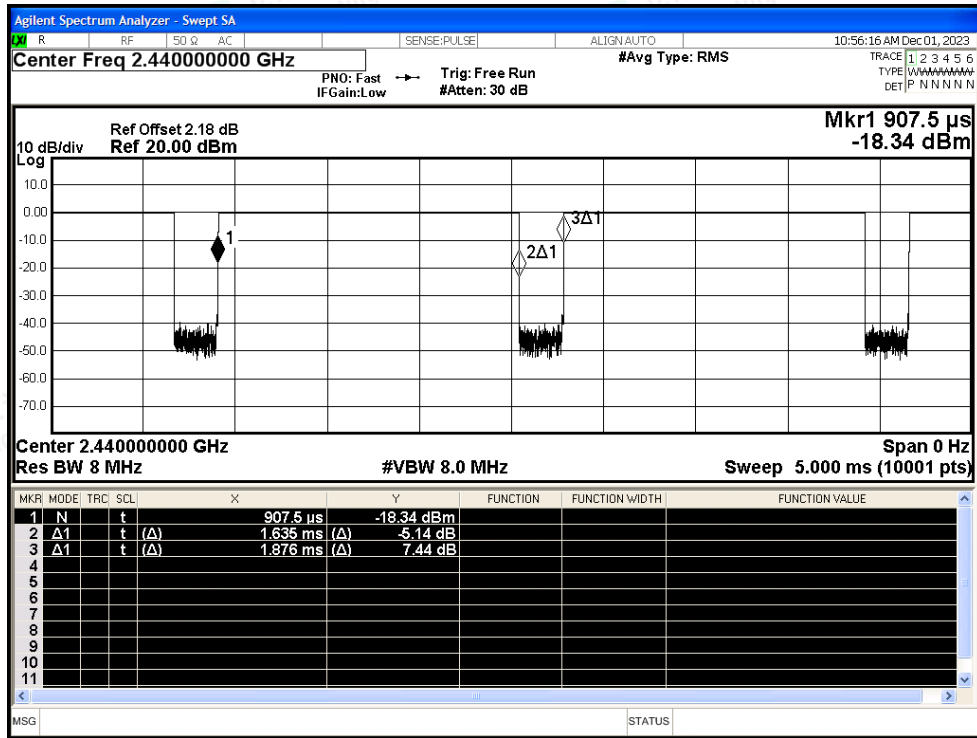 Agilent Spectrum Analyzer - Swept SA
LXI R RF 50 Ω AC SENSE:PULSE ALIGN AUTO 10:56:16 AM Dec 01, 2023
Center Freq 2.440000000 GHz #Avg Type: RMS TRACE 1 2 3 4 5 6
PNO: Fast Trig: Free Run TYPE W
IFGain:Low #Atten: 30 dB DET P N N N N N
Mkr1 907.5 µs
Ref Offset 2.18 dB
10 dB/div Ref 20.00 dBm -18.34 dBm
Log
10.0
0.00
3Δ1
-10.0
1
2Δ1
-20.0
-30.0
-40.0
-50.0
-60.0
-70.0
Center 2.440000000 GHz Span 0 Hz
Res BW 8 MHz #VBW 8.0 MHz Sweep 5.000 ms (10001 pts)
MKR MODE TRC SCL X Y FUNCTION FUNCTION WIDTH FUNCTION VALUE
1 N t 907.5 µs -18.34 dBm
2 Δ1 t (Δ) 1.635 ms (Δ) -5.14 dB
3 Δ1 t (Δ) 1.876 ms (Δ) 7.44 dB
4
5
6
7
8
9
10
11
MSG STATUS